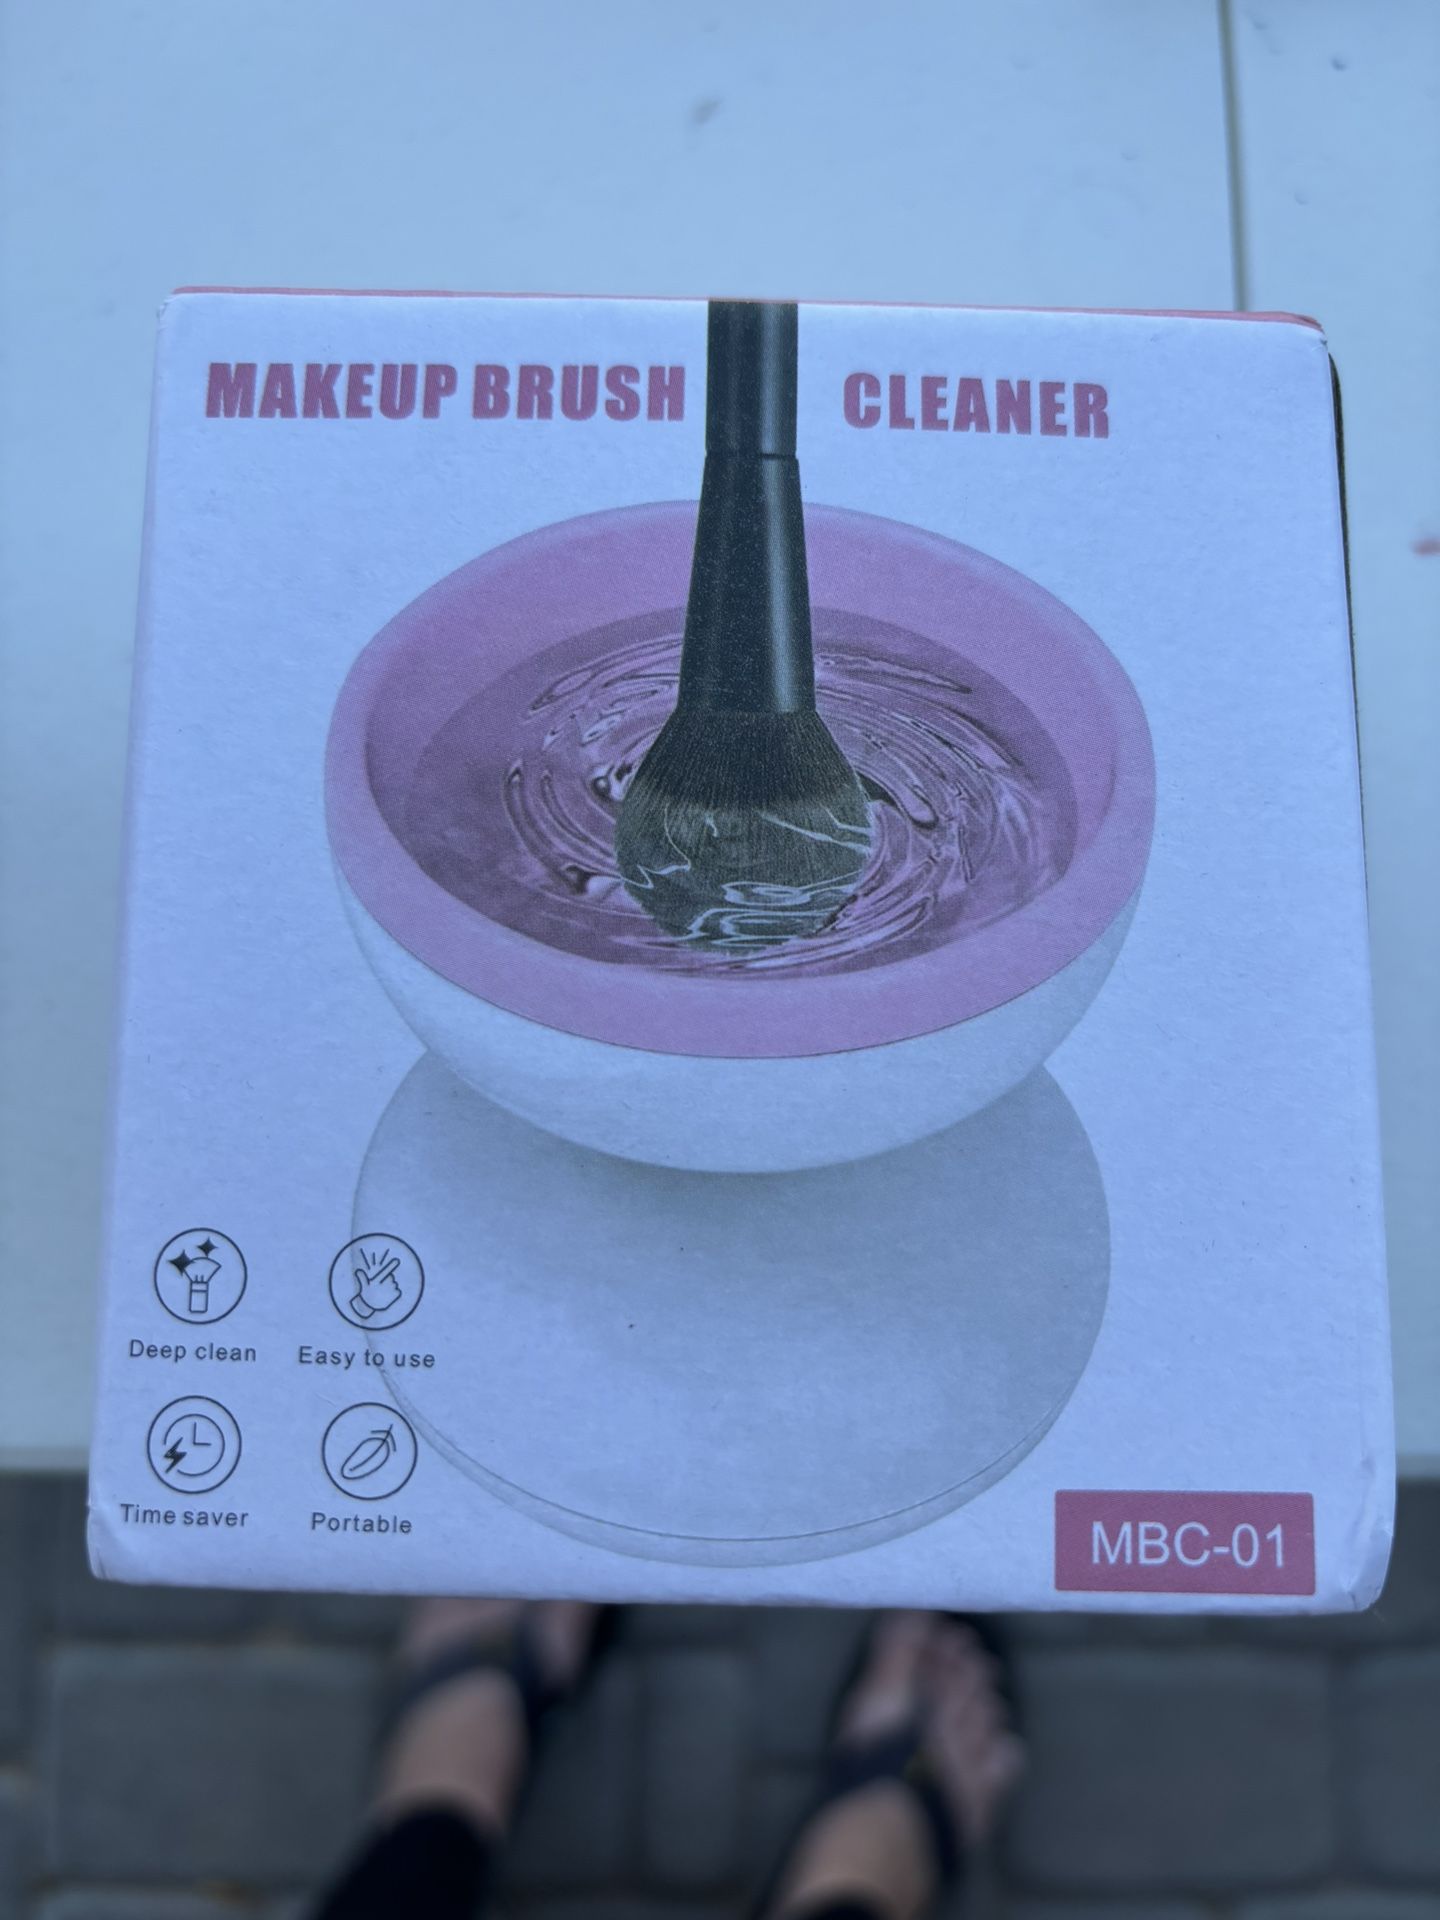 MAKEUP BRUSH CLEANER
Deep clean Easy to use
Time saver Portable
MBC-01